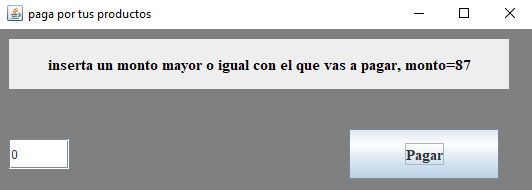 paga por tus productos
inserta un monto mayor o igual con el que vas a pagar, monto=87
0
Pagar